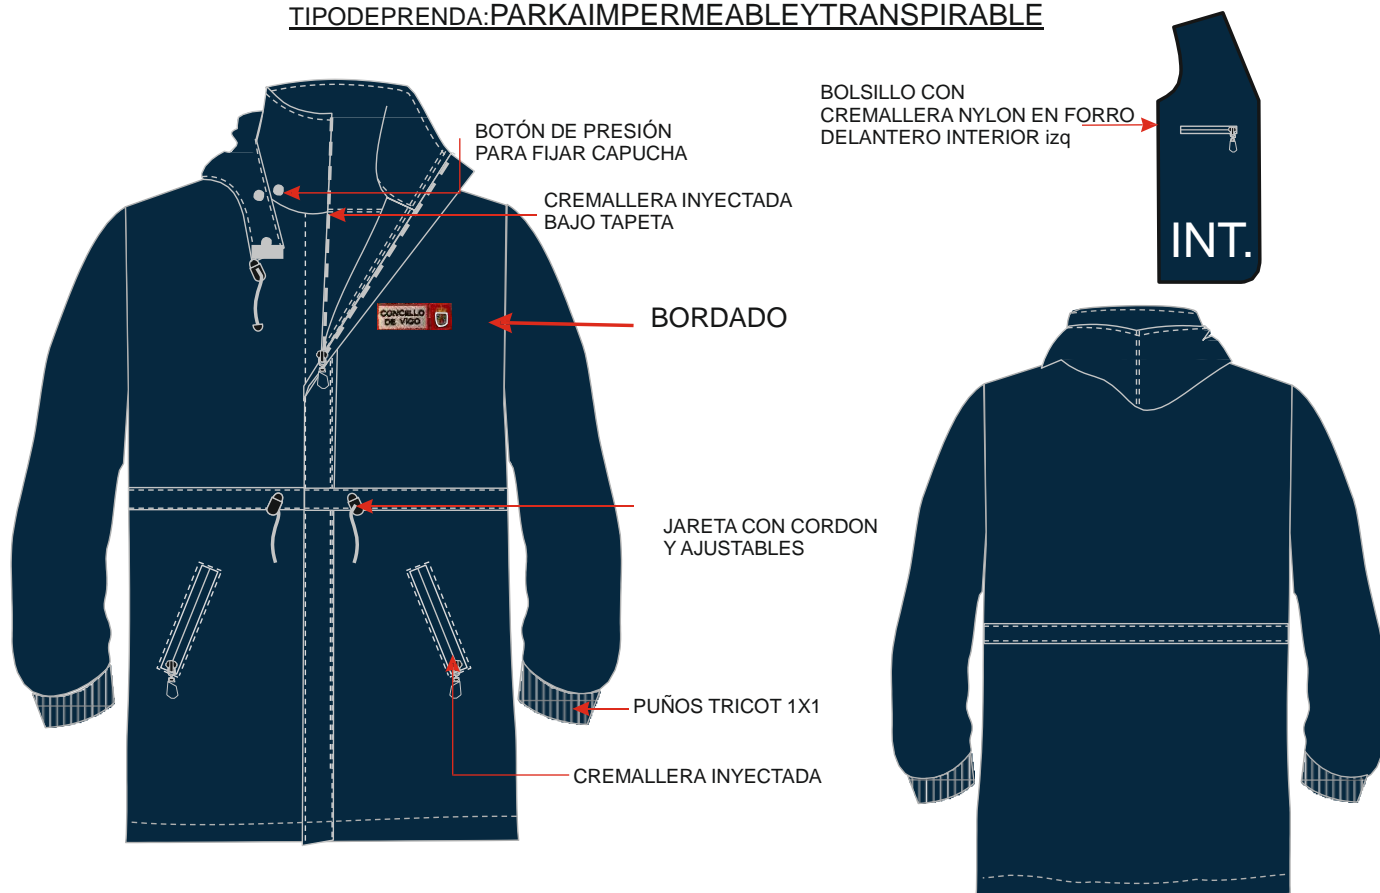 TIPODEPRENDA:PARKAIMPERMEABLEYTRANSPIRABLE
BOLSILLO CON
CREMALLERA NYLON EN FORRO
DELANTERO INTERIOR izq
BOTÓN DE PRESIÓN
PARA FIJAR CAPUCHA
CREMALLERA INYECTADA
BAJO TAPETA
INT.
CONCELLO
DE VIGO
BORDADO
JARETA CON CORDON
Y AJUSTABLES
PUÑOS TRICOT 1X1
CREMALLERA INYECTADA